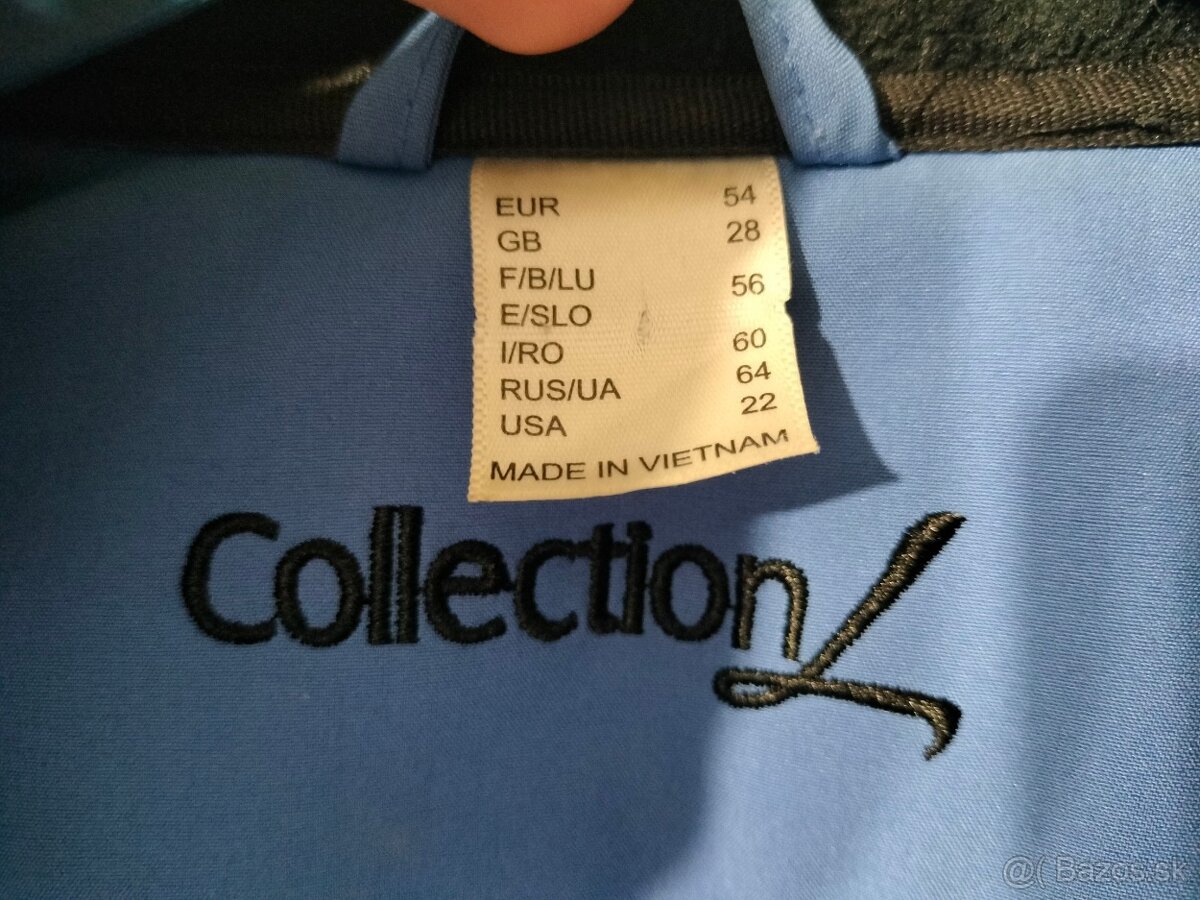 EUR 54
GB 28
F/B/LU 56
E/SLO
I/RO 60
RUS/UA 64
USA 22
MADE IN VIETNAM
Collection L
@( Bazos.sk